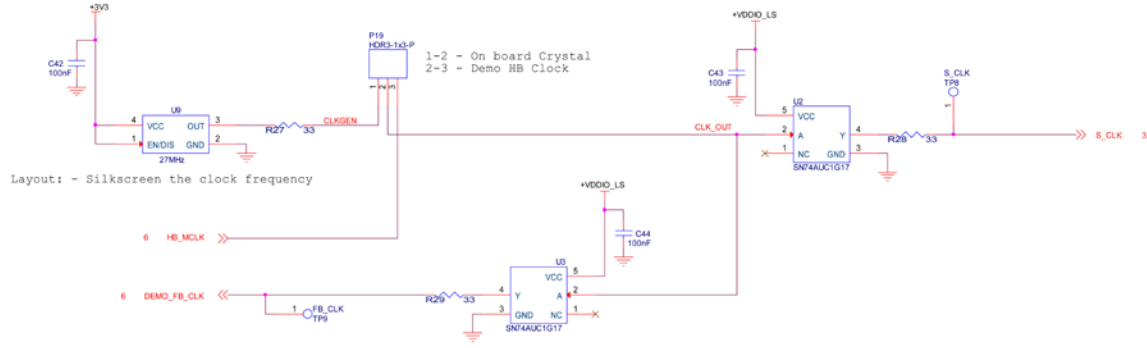 +3V3
C42
100nF
U9
4 VCC OUT 3
1 EN/DIS GND 2
27MHz
R27 33
CLKGEN
P19
HDR3-1x3-P
1 2 3
1-2 - On board Crystal
2-3 - Demo HB Clock
Layout: - Silkscreen the clock frequency
+VDDIO_LS
C43
100nF
U2
5 VCC
CLK_OUT 2 A Y 4
1 NC GND 3
SN74AUC1G17
R28 33
S_CLK
TP8
1
S_CLK 3
6 HB_MCLK
+VDDIO_LS
C44
100nF
U3
VCC 5
4 Y A 2
3 GND NC 1
SN74AUC1G17
R29 33
6 DEMO_FB_CLK
1 FB_CLK
TP9